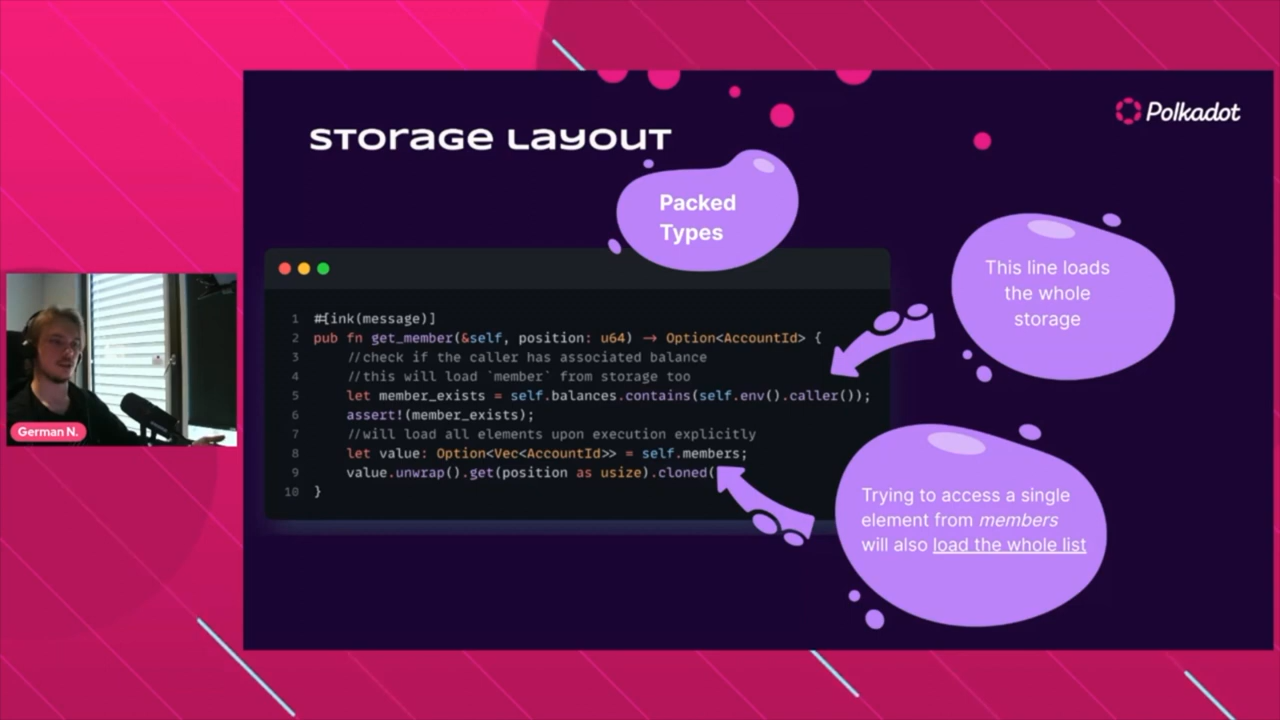 Polkadot
Storage Layout
Packed
Types
This line loads
the whole
storage
1 #[ink(message)]
2 pub fn get_member(&self, position: u64) → Option<AccountId> {
3 //check if the caller has associated balance
4 //this will load `member` from storage too
5 let member_exists = self.balances.contains(self.env().caller());
6 assert!(member_exists);
7 //will load all elements upon execution explicitly
8 let value: Option<Vec<AccountId>> = self.members;
9 value.unwrap().get(position as usize).cloned(
10 }
Trying to access a single
element from members
will also load the whole list
German N.